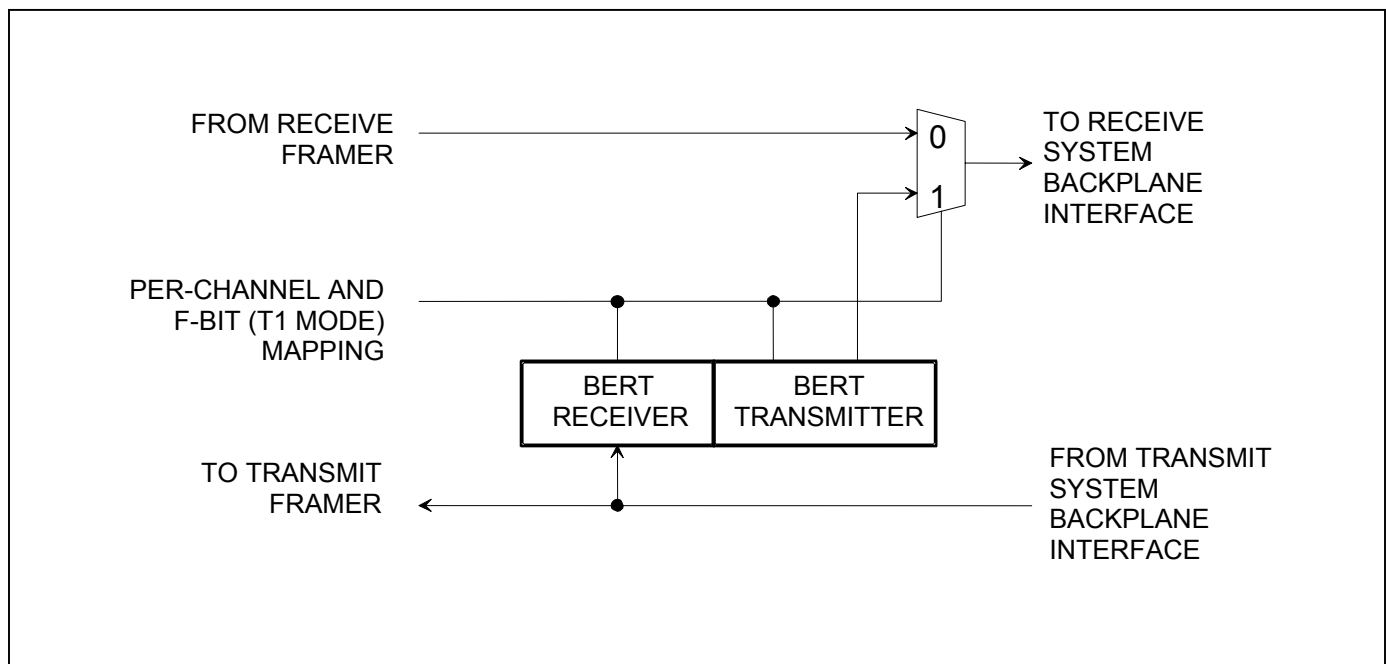 FROM RECEIVE
FRAMER
0
TO RECEIVE
SYSTEM
BACKPLANE
INTERFACE
1
PER-CHANNEL AND
F-BIT (T1 MODE)
MAPPING
BERT
RECEIVER
BERT
TRANSMITTER
TO TRANSMIT
FRAMER
FROM TRANSMIT
SYSTEM
BACKPLANE
INTERFACE